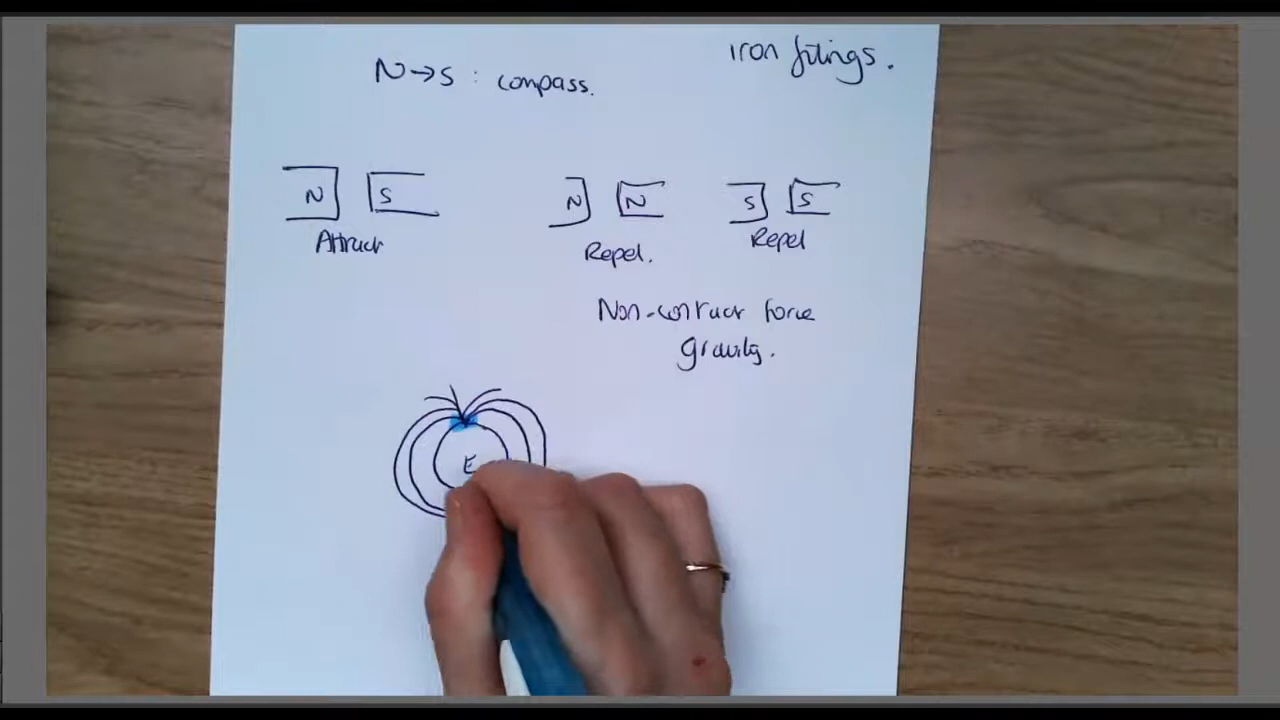 Iron filings.
N→S : compass.
N S
N N
S S
Attract
Repel.
Repel
Non-contact force
gravity.
E